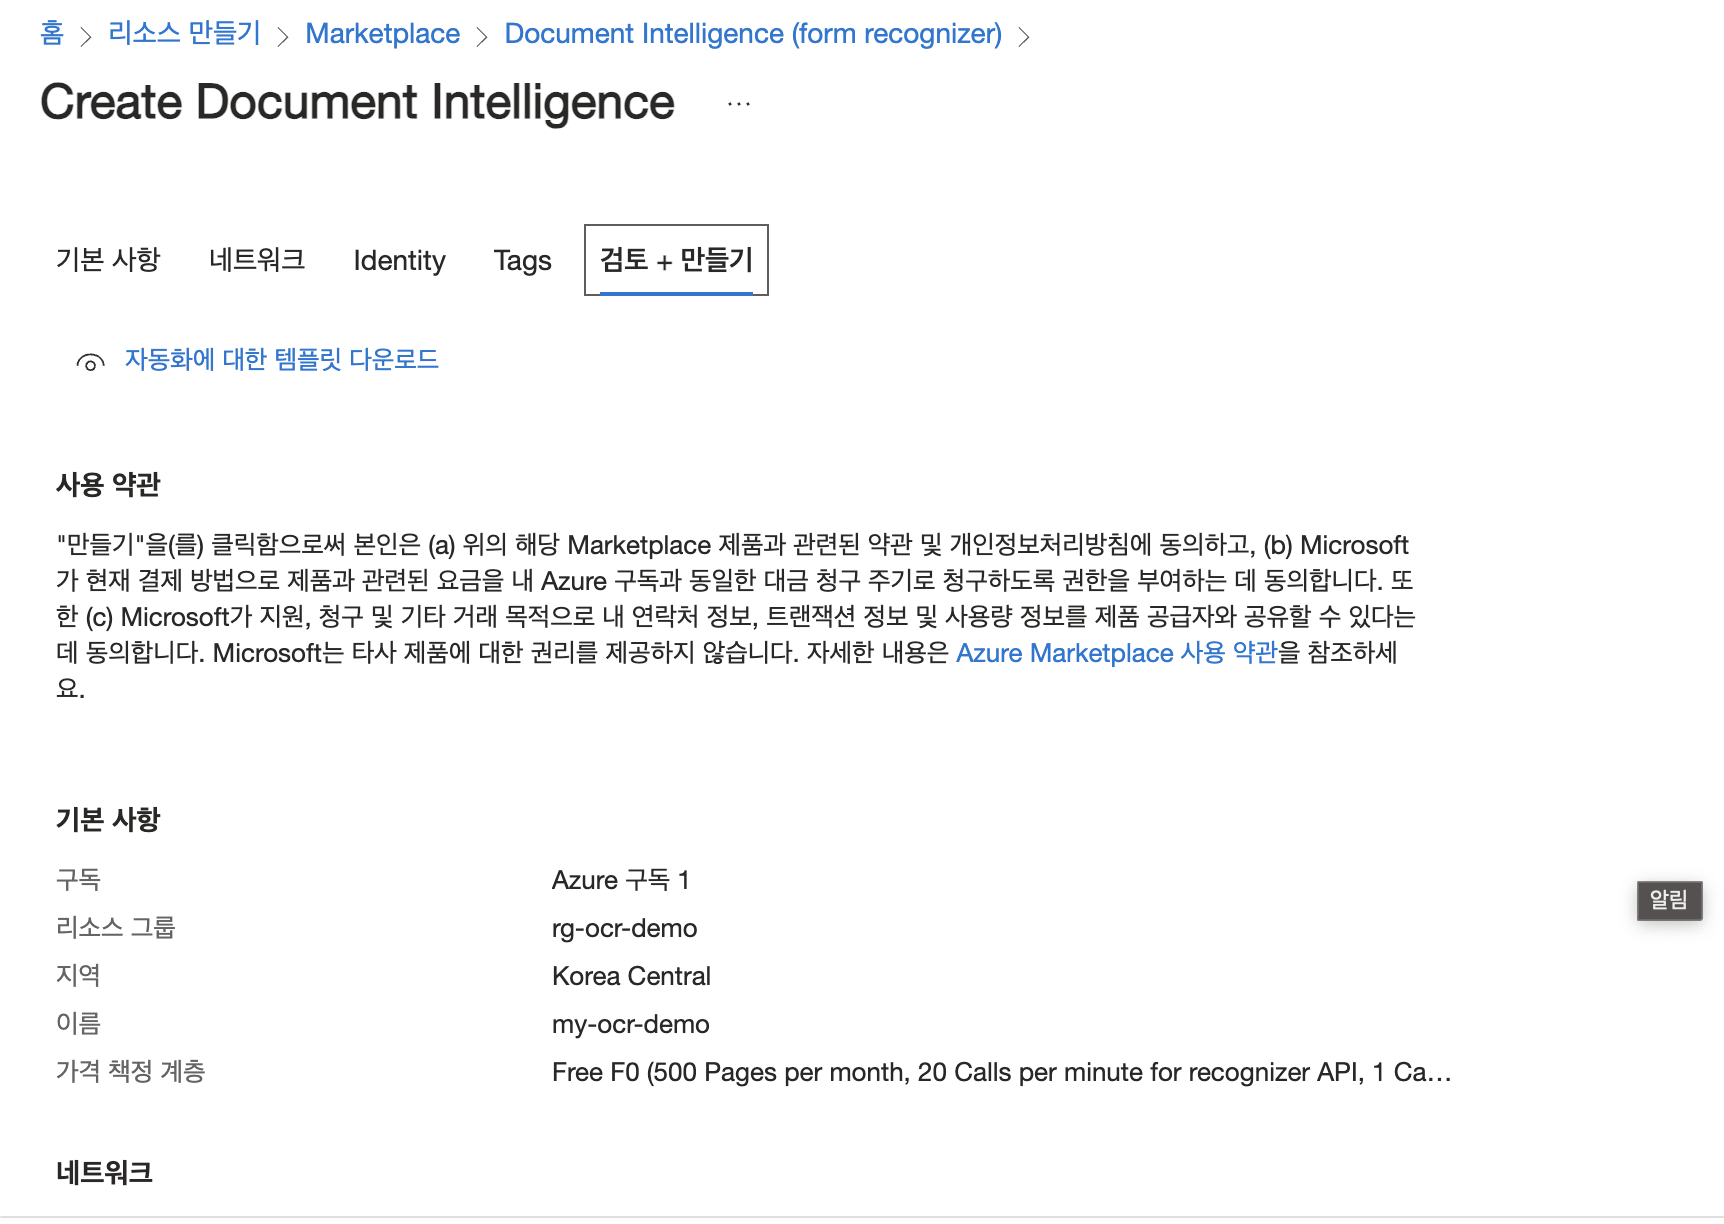 홈 > 리소스 만들기 > Marketplace > Document Intelligence (form recognizer) >
Create Document Intelligence ...
기본 사항 네트워크 Identity Tags 검토 + 만들기
자동화에 대한 템플릿 다운로드
사용 약관
"만들기"을(를) 클릭함으로써 본인은 (a) 위의 해당 Marketplace 제품과 관련된 약관 및 개인정보처리방침에 동의하고, (b) Microsoft
가 현재 결제 방법으로 제품과 관련된 요금을 내 Azure 구독과 동일한 대금 청구 주기로 청구하도록 권한을 부여하는 데 동의합니다. 또
한 (c) Microsoft가 지원, 청구 및 기타 거래 목적으로 내 연락처 정보, 트랜잭션 정보 및 사용량 정보를 제품 공급자와 공유할 수 있다는
데 동의합니다. Microsoft는 타사 제품에 대한 권리를 제공하지 않습니다. 자세한 내용은 Azure Marketplace 사용 약관을 참조하세
요.
기본 사항
구독 Azure 구독 1
알림
리소스 그룹 rg-ocr-demo
지역 Korea Central
이름 my-ocr-demo
가격 책정 계층 Free F0 (500 Pages per month, 20 Calls per minute for recognizer API, 1 Ca...
네트워크